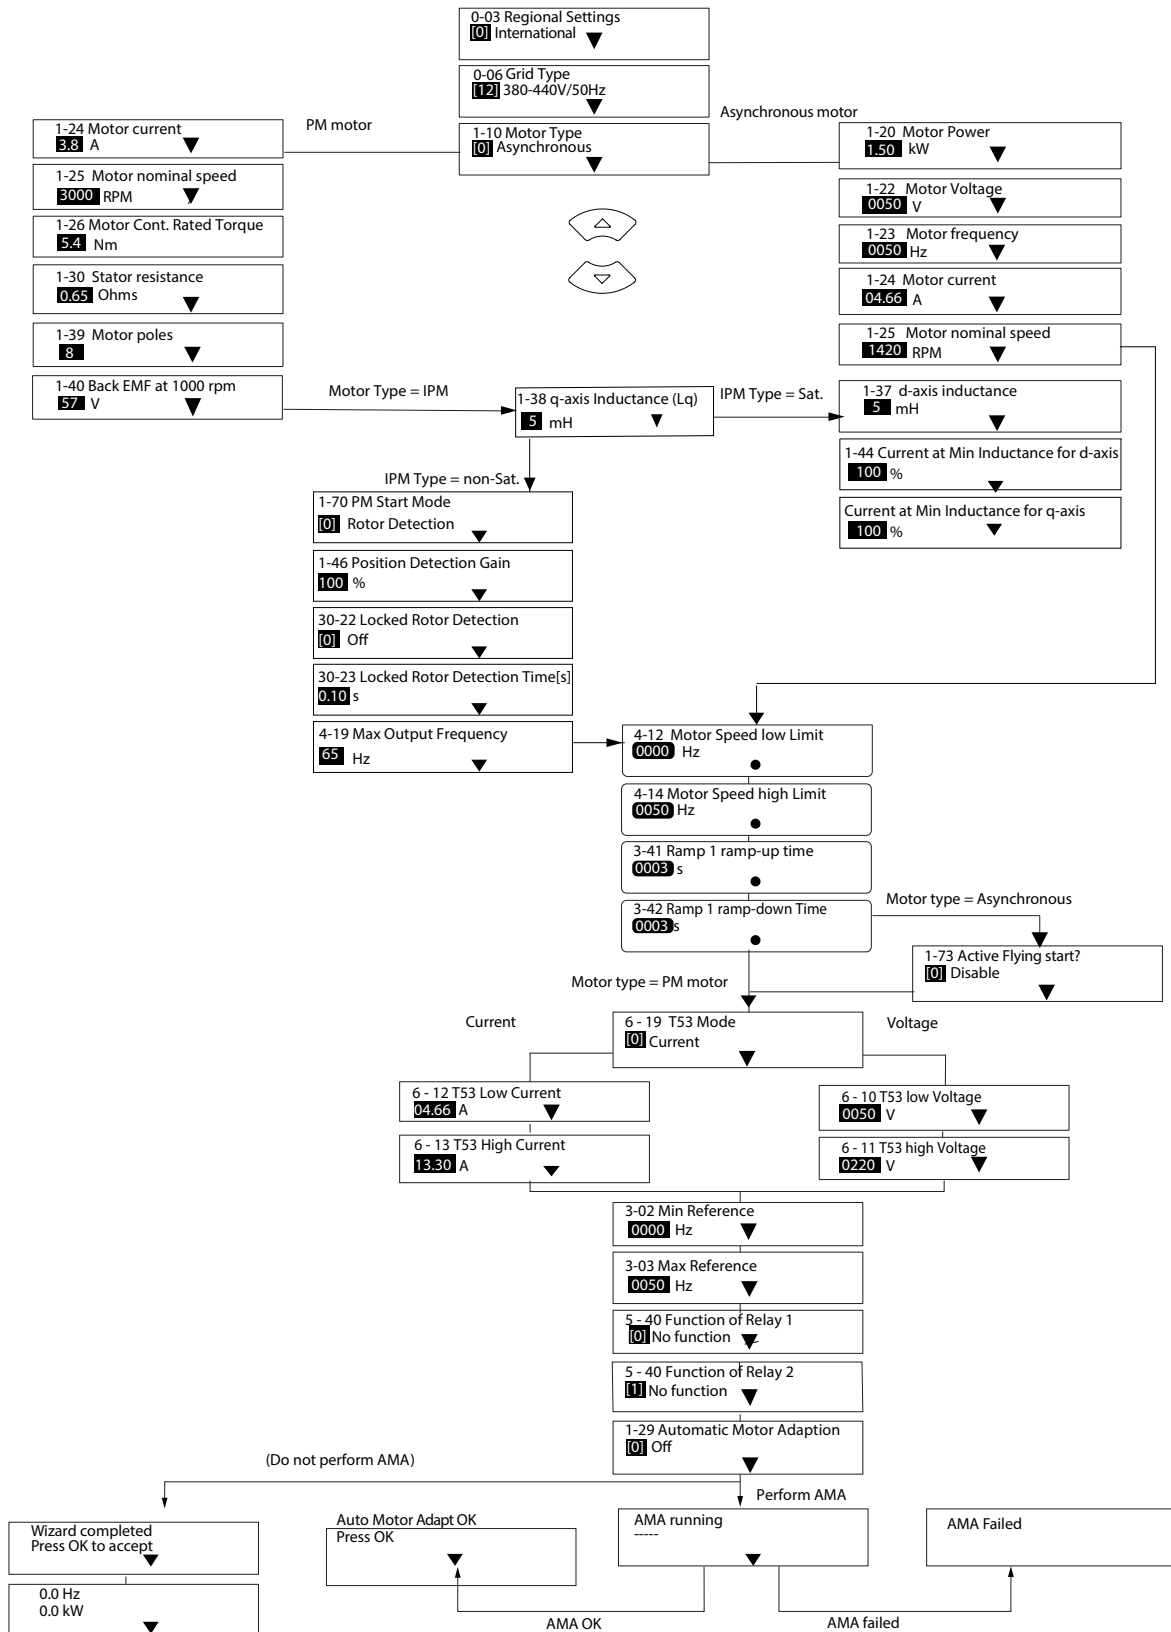 0-03 Regional Settings
[0] International
0-06 Grid Type
[12] 380-440V/50Hz
1-10 Motor Type
[0] Asynchronous
PM motor
Asynchronous motor
1-24 Motor current
3.8 A
1-25 Motor nominal speed
3000 RPM
1-26 Motor Cont. Rated Torque
5.4 Nm
1-30 Stator resistance
0.65 Ohms
1-39 Motor poles
8
1-40 Back EMF at 1000 rpm
57 V
1-20 Motor Power
1.50 kW
1-22 Motor Voltage
0050 V
1-23 Motor frequency
0050 Hz
1-24 Motor current
04.66 A
1-25 Motor nominal speed
1420 RPM
Motor Type = IPM
1-38 q-axis Inductance (Lq)
5 mH
IPM Type = Sat.
1-37 d-axis inductance
5 mH
1-44 Current at Min Inductance for d-axis
100 %
Current at Min Inductance for q-axis
100 %
IPM Type = non-Sat.
1-70 PM Start Mode
[0] Rotor Detection
1-46 Position Detection Gain
100 %
30-22 Locked Rotor Detection
[0] Off
30-23 Locked Rotor Detection Time[s]
0.10 s
4-19 Max Output Frequency
65 Hz
4-12 Motor Speed low Limit
0000 Hz
4-14 Motor Speed high Limit
0050 Hz
3-41 Ramp 1 ramp-up time
0003 s
3-42 Ramp 1 ramp-down Time
0003 s
Motor type = Asynchronous
1-73 Active Flying start?
[0] Disable
Motor type = PM motor
Current
6 - 19 T53 Mode
[0] Current
Voltage
6 - 12 T53 Low Current
04.66 A
6 - 13 T53 High Current
13.30 A
6 - 10 T53 low Voltage
0050 V
6 - 11 T53 high Voltage
0220 V
3-02 Min Reference
0000 Hz
3-03 Max Reference
0050 Hz
5 - 40 Function of Relay 1
[0] No function
5 - 40 Function of Relay 2
[1] No function
1-29 Automatic Motor Adaption
[0] Off
(Do not perform AMA)
Perform AMA
Wizard completed
Press OK to accept
0.0 Hz
0.0 kW
Auto Motor Adapt OK
Press OK
AMA running
-----
AMA Failed
AMA OK
AMA failed